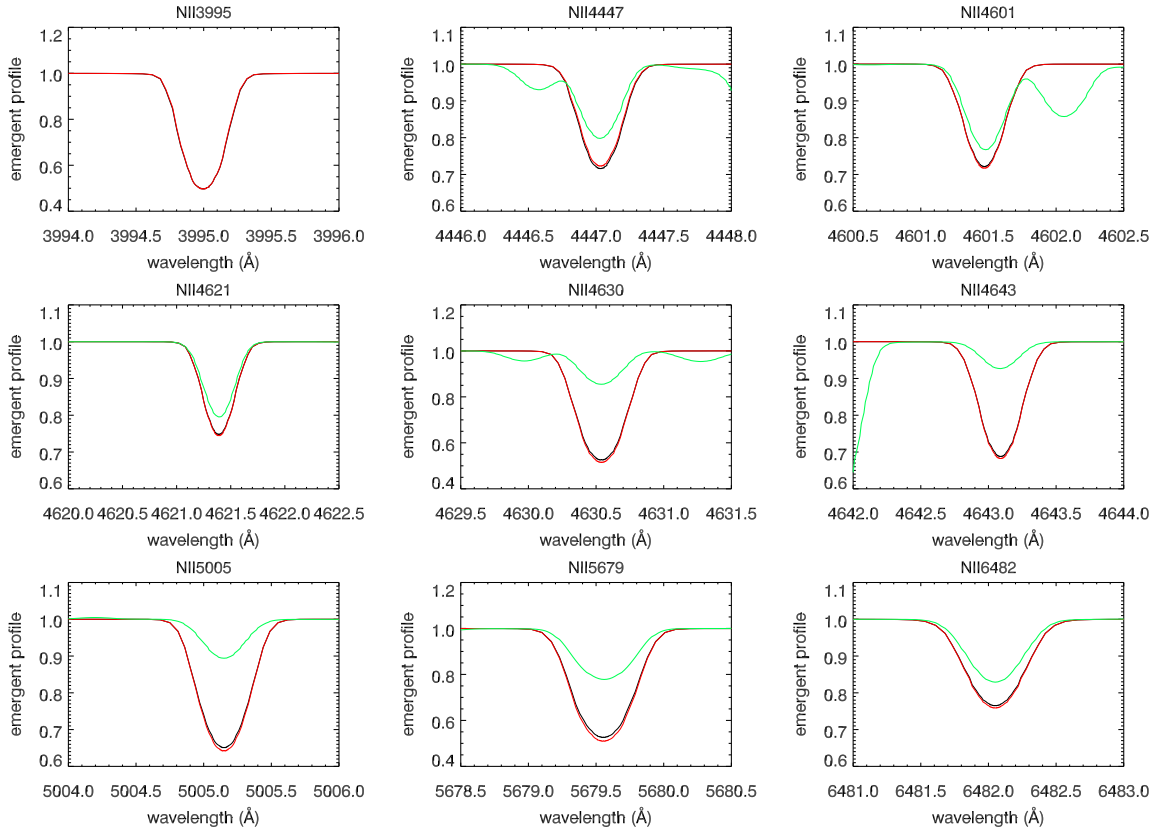 NII3995 NII4447 NII4601
emergent profile
1.2
1.0
0.8
0.6
0.4
3994.0 3994.5 3995.0 3995.5 3996.0
wavelength (Å)
emergent profile
1.1
1.0
0.9
0.8
0.7
0.6
4446.0 4446.5 4447.0 4447.5 4448.0
wavelength (Å)
emergent profile
1.1
1.0
0.9
0.8
0.7
0.6
4600.5 4601.0 4601.5 4602.0 4602.5
wavelength (Å)
NII4621 NII4630 NII4643
emergent profile
1.1
1.0
0.9
0.8
0.7
0.6
4620.0 4620.5 4621.0 4621.5 4622.0 4622.5
wavelength (Å)
emergent profile
1.2
1.0
0.8
0.6
0.4
4629.5 4630.0 4630.5 4631.0 4631.5
wavelength (Å)
emergent profile
1.1
1.0
0.9
0.8
0.7
0.6
4642.0 4642.5 4643.0 4643.5 4644.0
wavelength (Å)
NII5005 NII5679 NII6482
emergent profile
1.1
1.0
0.9
0.8
0.7
0.6
5004.0 5004.5 5005.0 5005.5 5006.0
wavelength (Å)
emergent profile
1.1
1.0
0.9
0.8
0.7
0.6
0.5
0.4
5678.5 5679.0 5679.5 5680.0 5680.5
wavelength (Å)
emergent profile
1.1
1.0
0.9
0.8
0.7
0.6
6481.0 6481.5 6482.0 6482.5 6483.0
wavelength (Å)